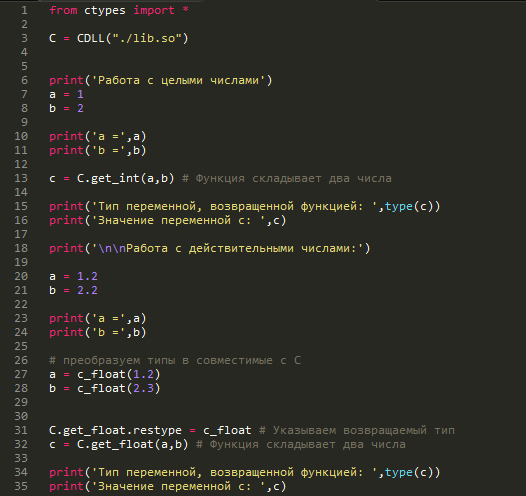 1 from ctypes import *
2
3 C = CDLL("./lib.so")
4
5
6 print('Работа с целыми числами')
7 a = 1
8 b = 2
9
10 print('a =',a)
11 print('b =',b)
12
13 c = C.get_int(a,b) # Функция складывает два числа
14
15 print('Тип переменной, возвращенной функцией: ',type(c))
16 print('Значение переменной с: ',c)
17
18 print('\n\nРабота с действительными числами:')
19
20 a = 1.2
21 b = 2.2
22
23 print('a =',a)
24 print('b =',b)
25
26 # преобразуем типы в совместимые с С
27 a = c_float(1.2)
28 b = c_float(2.3)
29
30
31 C.get_float.restype = c_float # Указываем возвращаемый тип
32 c = C.get_float(a,b) # Функция складывает два числа
33
34 print('Тип переменной, возвращенной функцией: ',type(c))
35 print('Значение переменной с: ',c)